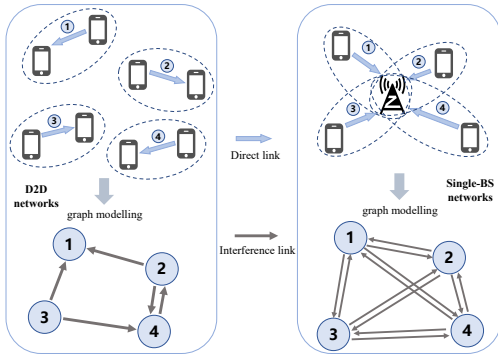 1
2
3
4
D2D
networks
graph modelling
1
2
3
4
Direct link
Interference link
1
2
3
4
Single-BS
networks
graph modelling
1
2
3
4